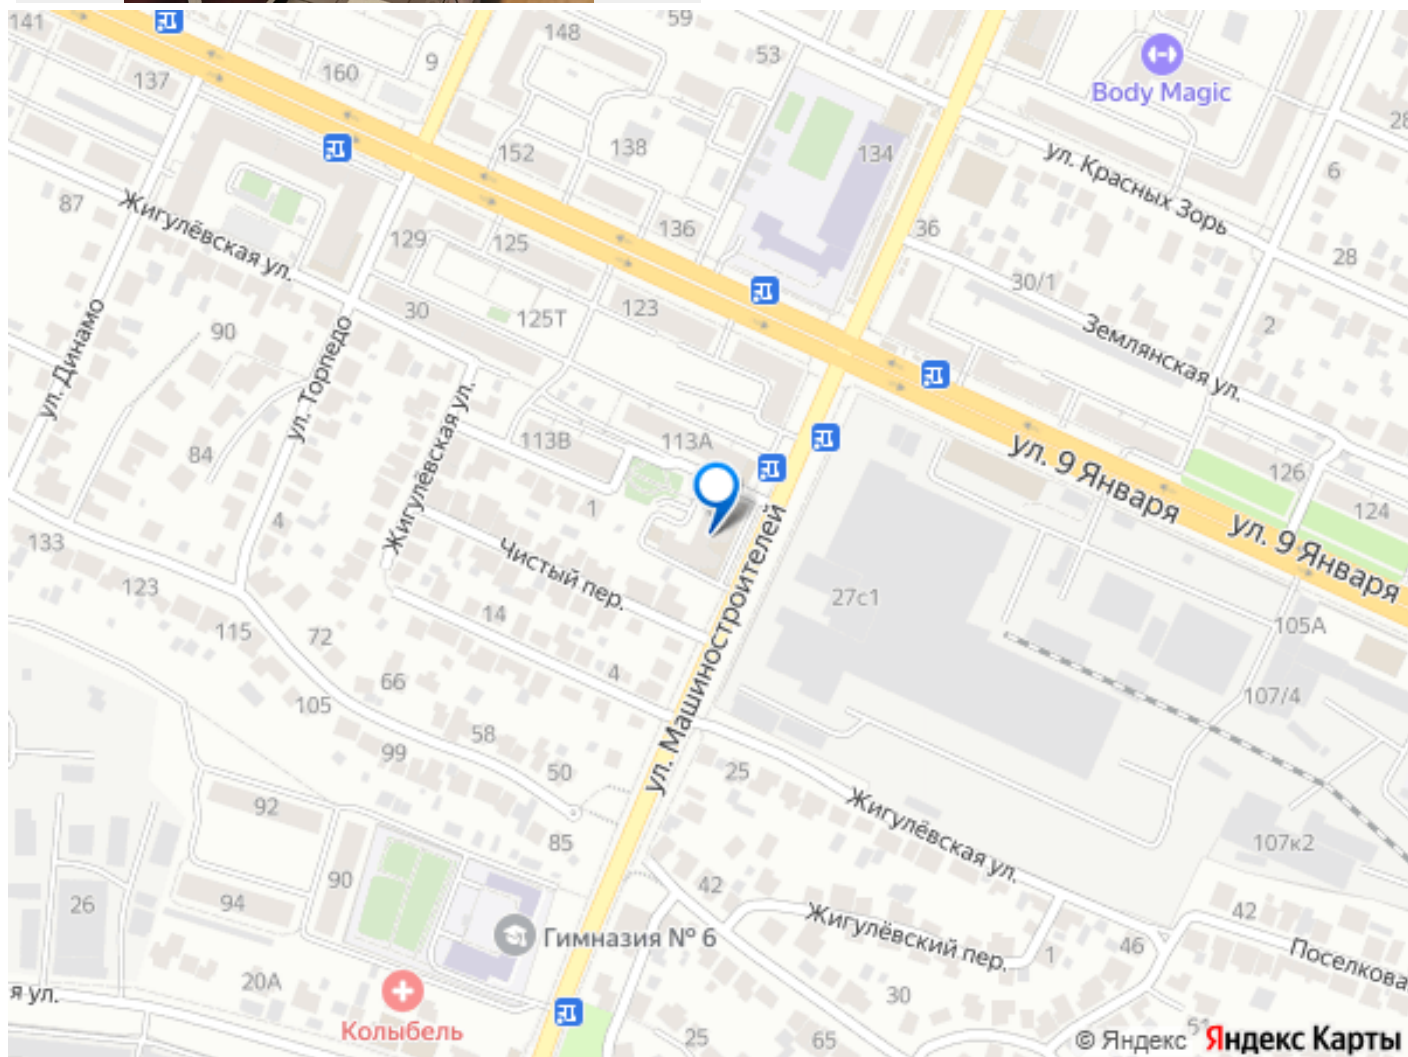 141
59
148
53
9
137
160
Body Magic
28
152
138
134
ул. Красных Зорь
6
87
Жигулёвская ул.
129
125
136
36
28
30/1
30
125Т
123
2
Землянская ул.
90
ул. Динамо
ул. Торпедо
Жигулёвская ул.
113В
113А
ул. 9 Января
126
84
1
124
ул. 9 Января
4
133
Чистый пер.
ул. Машиностроителей
123
27с1
14
105А
115
72
4
66
107/4
105
58
99
50
25
92
Жигулёвская ул.
85
107к2
90
42
94
26
Жигулёвский пер.
42
Гимназия № 6
1
46
Поселкова
20А
30
я ул.
Колыбель
25
65
© Яндекс
Яндекс Карты